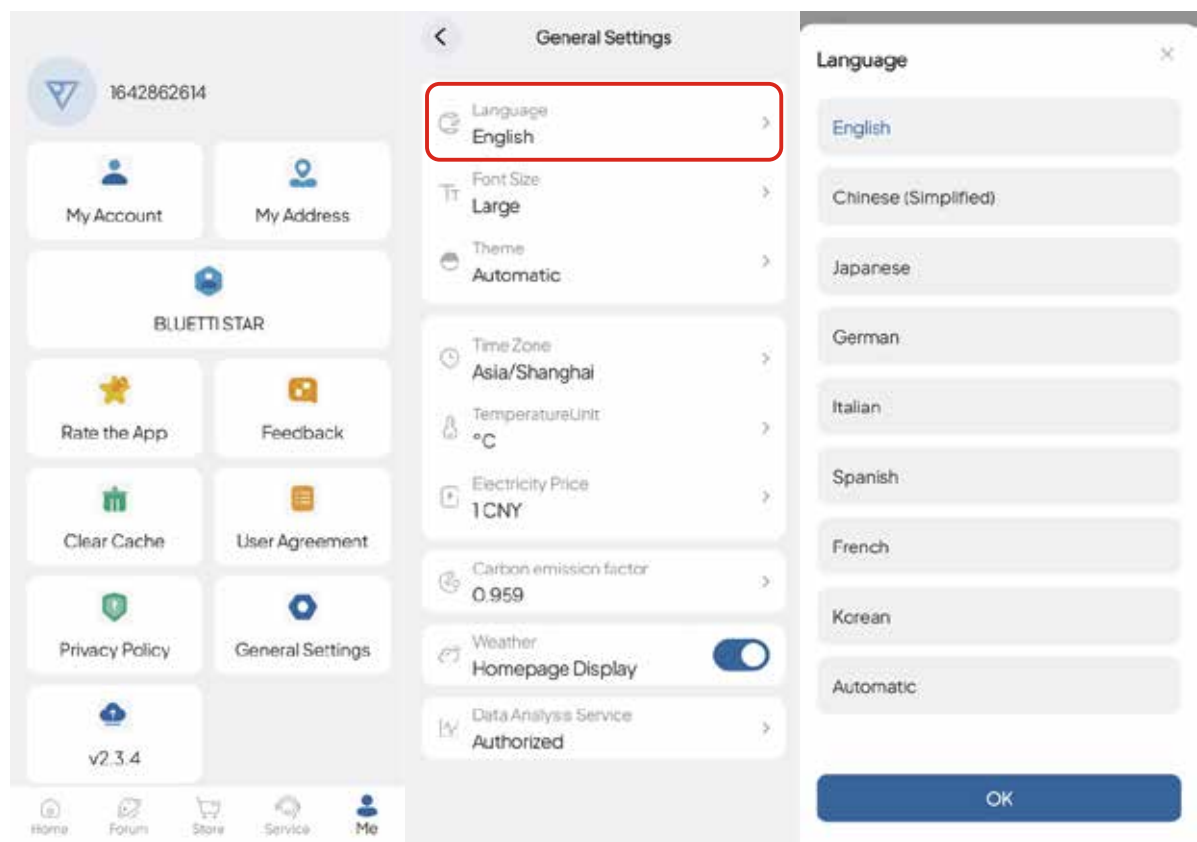 1642862614
My Account
My Address
BLUETTI STAR
Rate the App
Feedback
Clear Cache
User Agreement
Privacy Policy
General Settings
v2.3.4
Home
Forum
Store
Service
Me
General Settings
Language
English
Font Size
Large
Theme
Automatic
Time Zone
Asia/Shanghai
TemperatureUnit
°C
Electricity Price
1 CNY
Carbon emission factor
0.959
Weather
Homepage Display
Data Analysis Service
Authorized
Language
English
Chinese (Simplified)
Japanese
German
Italian
Spanish
French
Korean
Automatic
OK